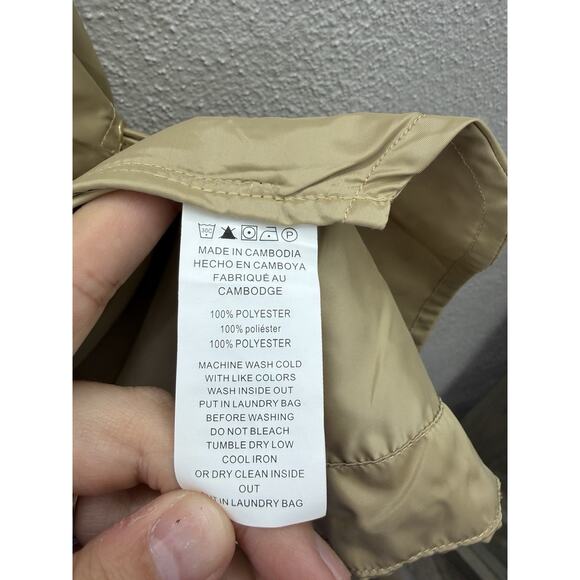 MADE IN CAMBODIA
HECHO EN CAMBOYA
FABRIQUÉ AU
CAMBODGE
100% POLYESTER
100% poliéster
100% POLYESTER
MACHINE WASH COLD
WITH LIKE COLORS
WASH INSIDE OUT
PUT IN LAUNDRY BAG
BEFORE WASHING
DO NOT BLEACH
TUMBLE DRY LOW
COOL IRON
OR DRY CLEAN INSIDE
OUT
IN LAUNDRY BAG